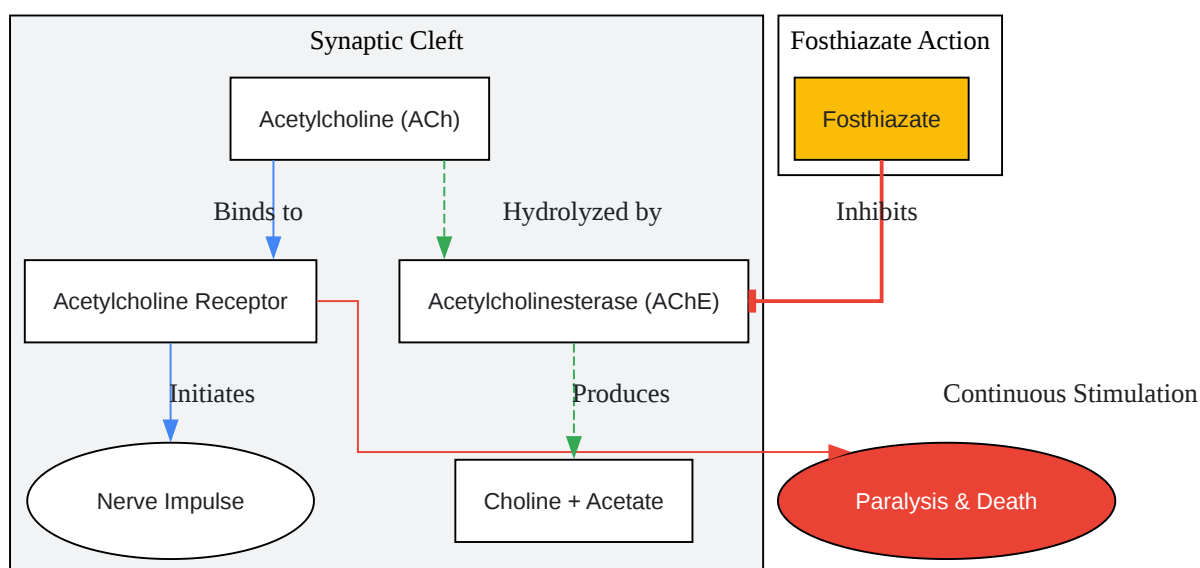 Synaptic Cleft
Fosthiazate Action
Acetylcholine (ACh)
Fosthiazate
Binds to
Hydrolyzed by
Inhibits
Acetylcholine Receptor
Acetylcholinesterase (AChE)
Initiates
Produces
Continuous Stimulation
Nerve Impulse
Choline + Acetate
Paralysis & Death